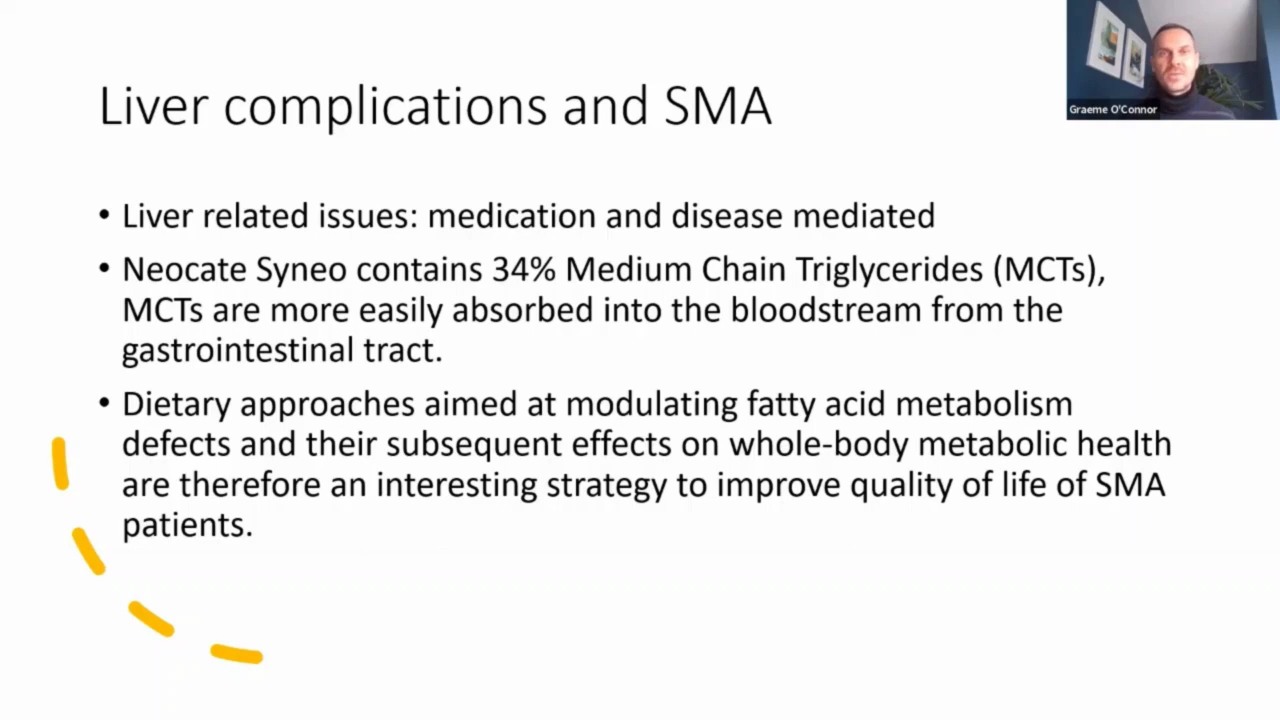 Liver complications and SMA
Graeme O'Connor
• Liver related issues: medication and disease mediated
• Neocate Syneo contains 34% Medium Chain Triglycerides (MCTs),
MCTs are more easily absorbed into the bloodstream from the
gastrointestinal tract.
• Dietary approaches aimed at modulating fatty acid metabolism
defects and their subsequent effects on whole-body metabolic health
are therefore an interesting strategy to improve quality of life of SMA
patients.